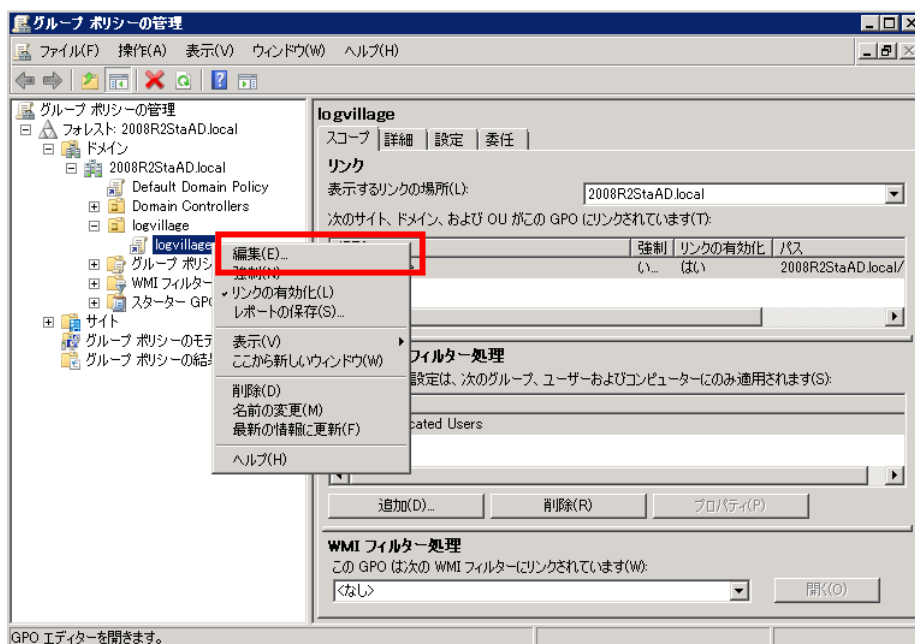 グループ ポリシーの管理
ファイル(F) 操作(A) 表示(V) ウィンドウ(W) ヘルプ(H)
グループ ポリシーの管理
フォレスト: 2008R2StaAD.local
ドメイン
2008R2StaAD.local
Default Domain Policy
Domain Controllers
logvillage
logvillage
グループ ポリシ
WMI フィルター
スターター GPO
サイト
グループ ポリシーのモデ
グループ ポリシーの結果
編集(E)...
強制(N)
リンクの有効化(L)
レポートの保存(S)...
表示(V)
ここから新しいウィンドウ(W)
削除(D)
名前の変更(M)
最新の情報に更新(F)
ヘルプ(H)
logvillage
スコープ 詳細 設定 委任
リンク
表示するリンクの場所(L): 2008R2StaAD.local
次のサイト、ドメイン、および OU がこの GPO にリンクされています(T):
強制 リンクの有効化 パス
い... はい 2008R2StaAD.local/
フィルター処理
設定は、次のグループ、ユーザーおよびコンピューターにのみ適用されます(S):
cated Users
追加(D)... 削除(R) プロパティ(P)
WMI フィルター処理
この GPO は次の WMI フィルターにリンクされています(W):
<なし> 開く(O)
GPO エディターを開きます。